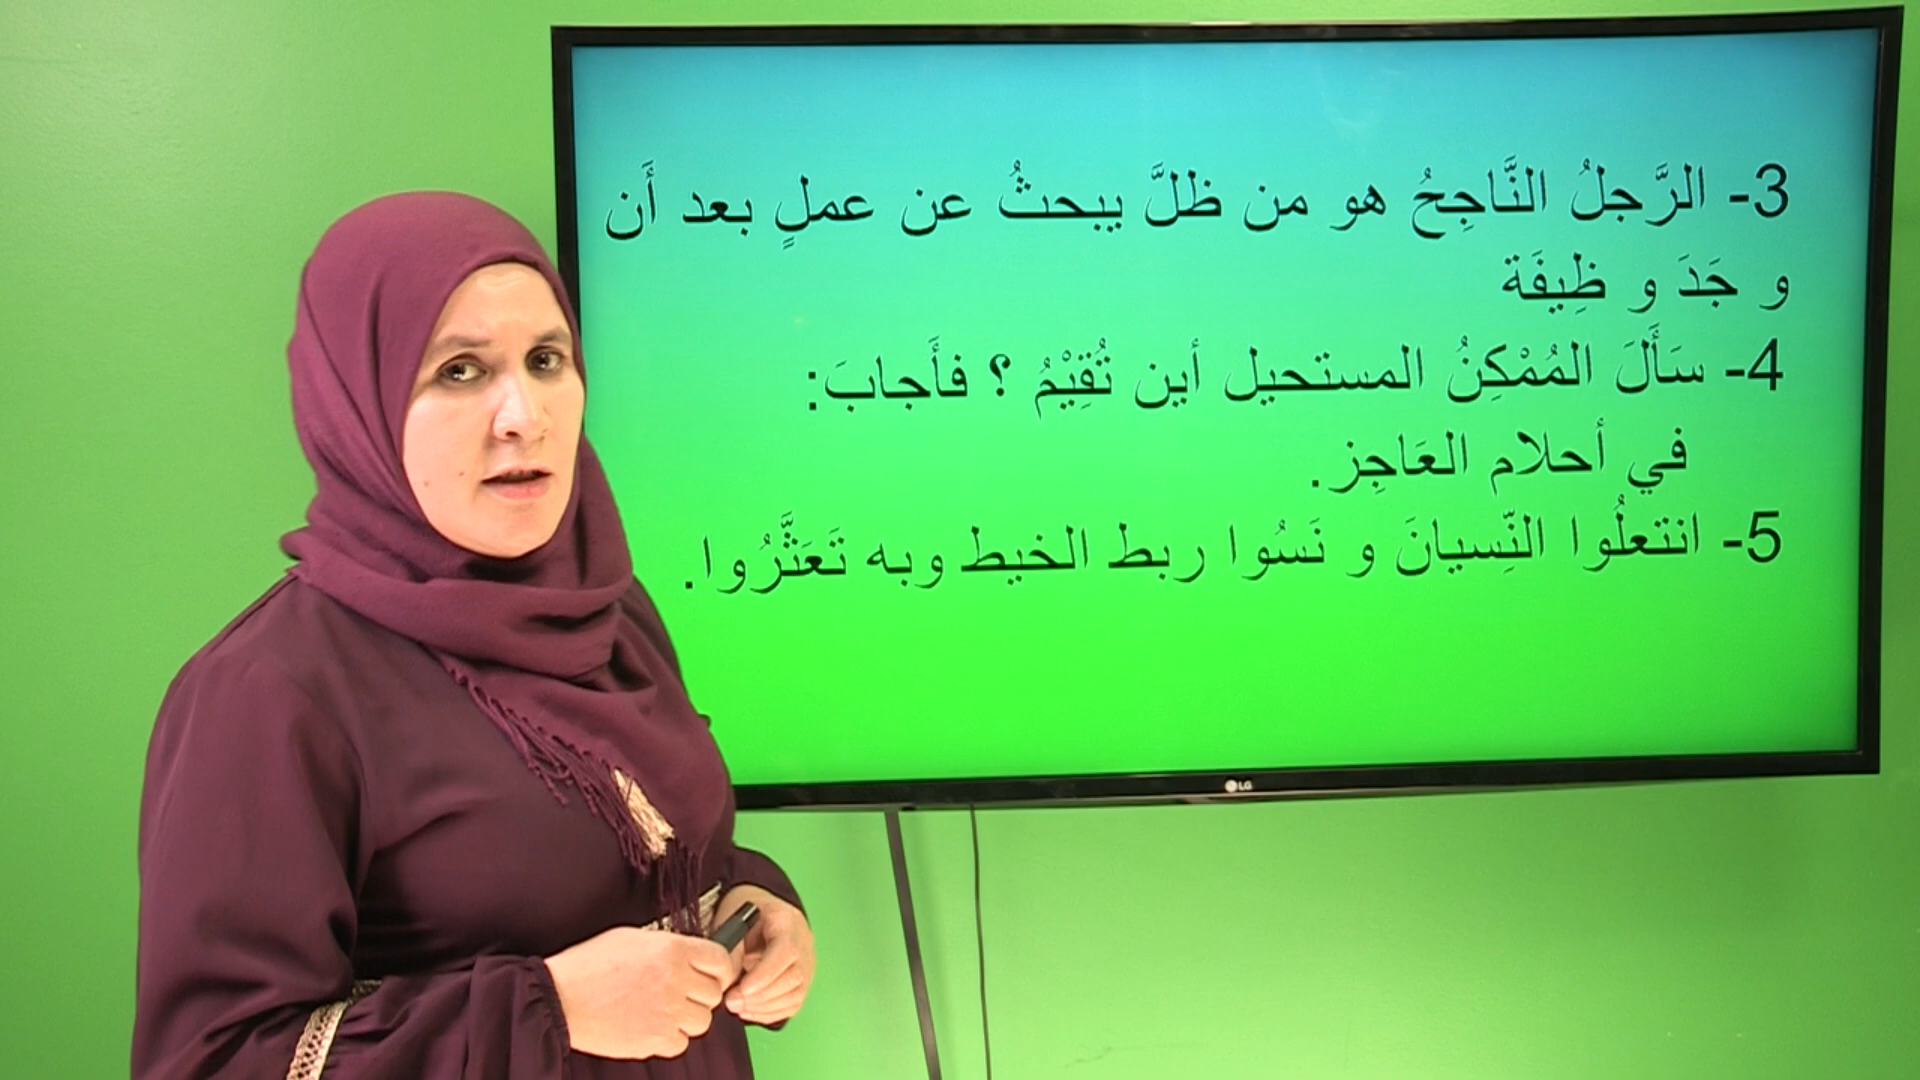 3- الرَّجلُ النَّاجِحُ هو من ظلَّ يبحثُ عن عملٍ بعد أَن
و جَدَ و ظِيفَة
4- سَأَلَ المُمْكِنُ المستحيل أين تُقِيْمُ ؟ فأَجابَ:
في أحلام العَاجِز.
5- انتعلُوا النِّسيانَ و نَسُوا ربط الخيط وبه تَعَثَّرُوا.
LG